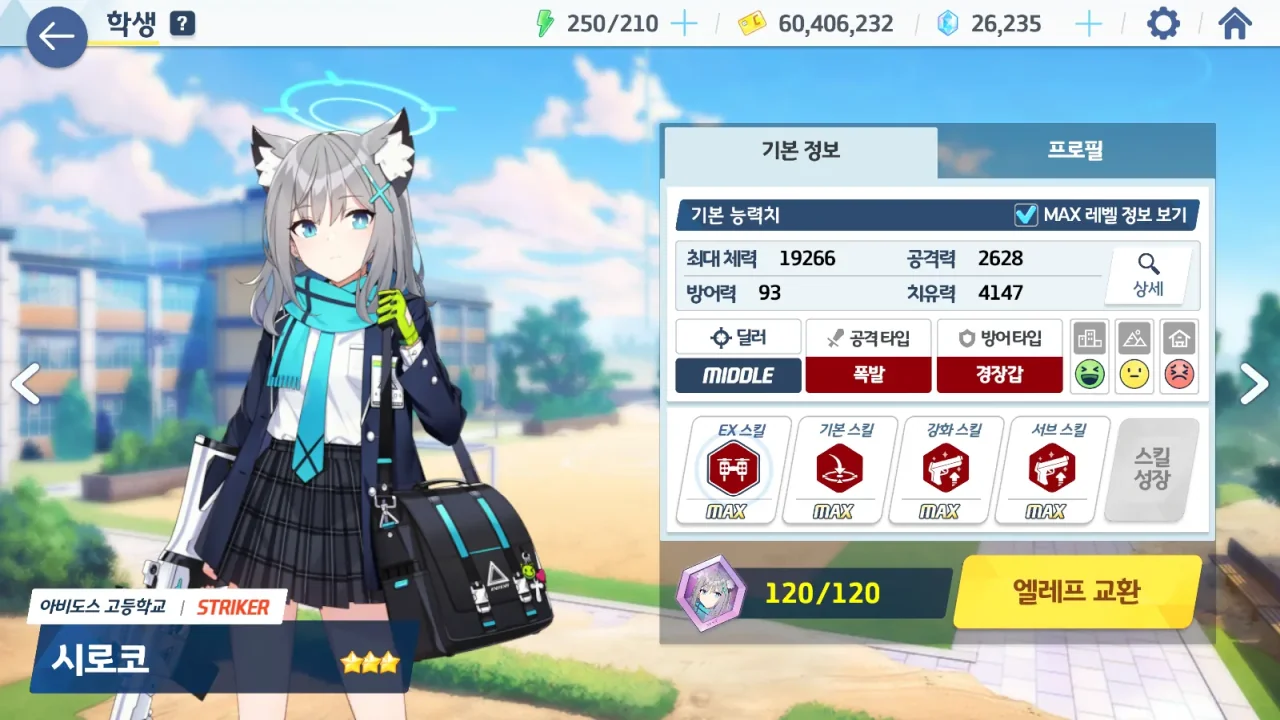 학생 ?
250/210
60,406,232
26,235
기본 정보
프로필
기본 능력치
MAX 레벨 정보 보기
최대 체력 19266
공격력 2628
방어력 93
치유력 4147
상세
딜러
공격 타입
방어 타입
MIDDLE
폭발
경장갑
EX 스킬
기본 스킬
강화 스킬
서브 스킬
스킬
성장
MAX
MAX
MAX
MAX
120/120
엘레프 교환
아비도스 고등학교 | STRIKER
시로코